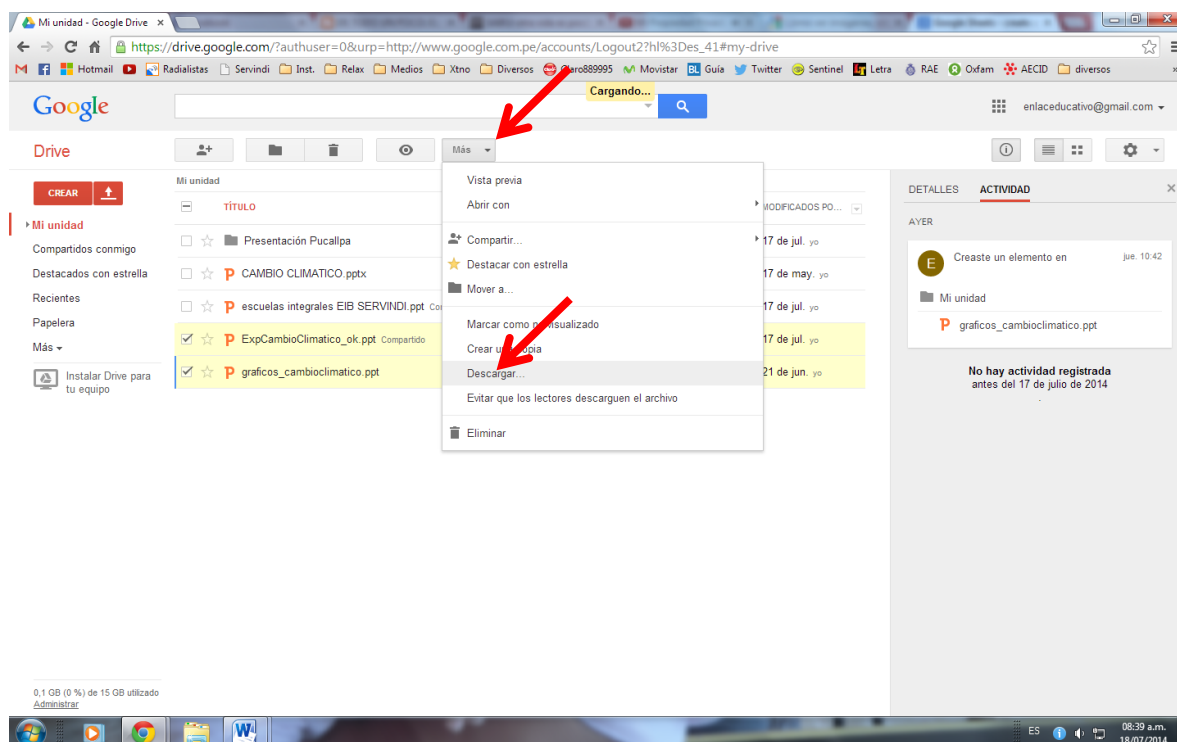 Mi unidad - Google Drive
https://drive.google.com/?authuser=0&urp=http://www.google.com.pe/accounts/Logout2?hl%3Des_41#my-drive
Hotmail Radialistas Servindi Inst. Relax Medios Xtno Diversos Movistar BL Guía Twitter Sentinel Letra RAE Oxfam AECID diversos
Cargando...
Google
enlaceducativo@gmail.com
Drive
Más
CREAR
Mi unidad
Compartidos conmigo
Destacados con estrella
Recientes
Papelera
Más
Instalar Drive para
tu equipo
0,1 GB (0 %) de 15 GB utilizado
Administrar
Mi unidad
TÍTULO
MODIFICADOS PO...
Presentación Pucallpa
17 de jul. yo
CAMBIO CLIMATICO.pptx
17 de may. yo
escuelas integrales EIB SERVINDI.ppt
17 de jul. yo
ExpCambioClimatico_ok.ppt Compartido
17 de jul. yo
graficos_cambioclimatico.ppt
21 de jun. yo
Vista previa
Abrir con
Compartir...
Destacar con estrella
Mover a...
Marcar como visualizado
Crear
Descargar...
Evitar que los lectores descarguen el archivo
Eliminar
DETALLES ACTIVIDAD
AYER
E
Creaste un elemento en
jue. 10:42
Mi unidad
graficos_cambioclimatico.ppt
No hay actividad registrada
antes del 17 de julio de 2014
.
ES
08:39 a.m.
18/07/2014